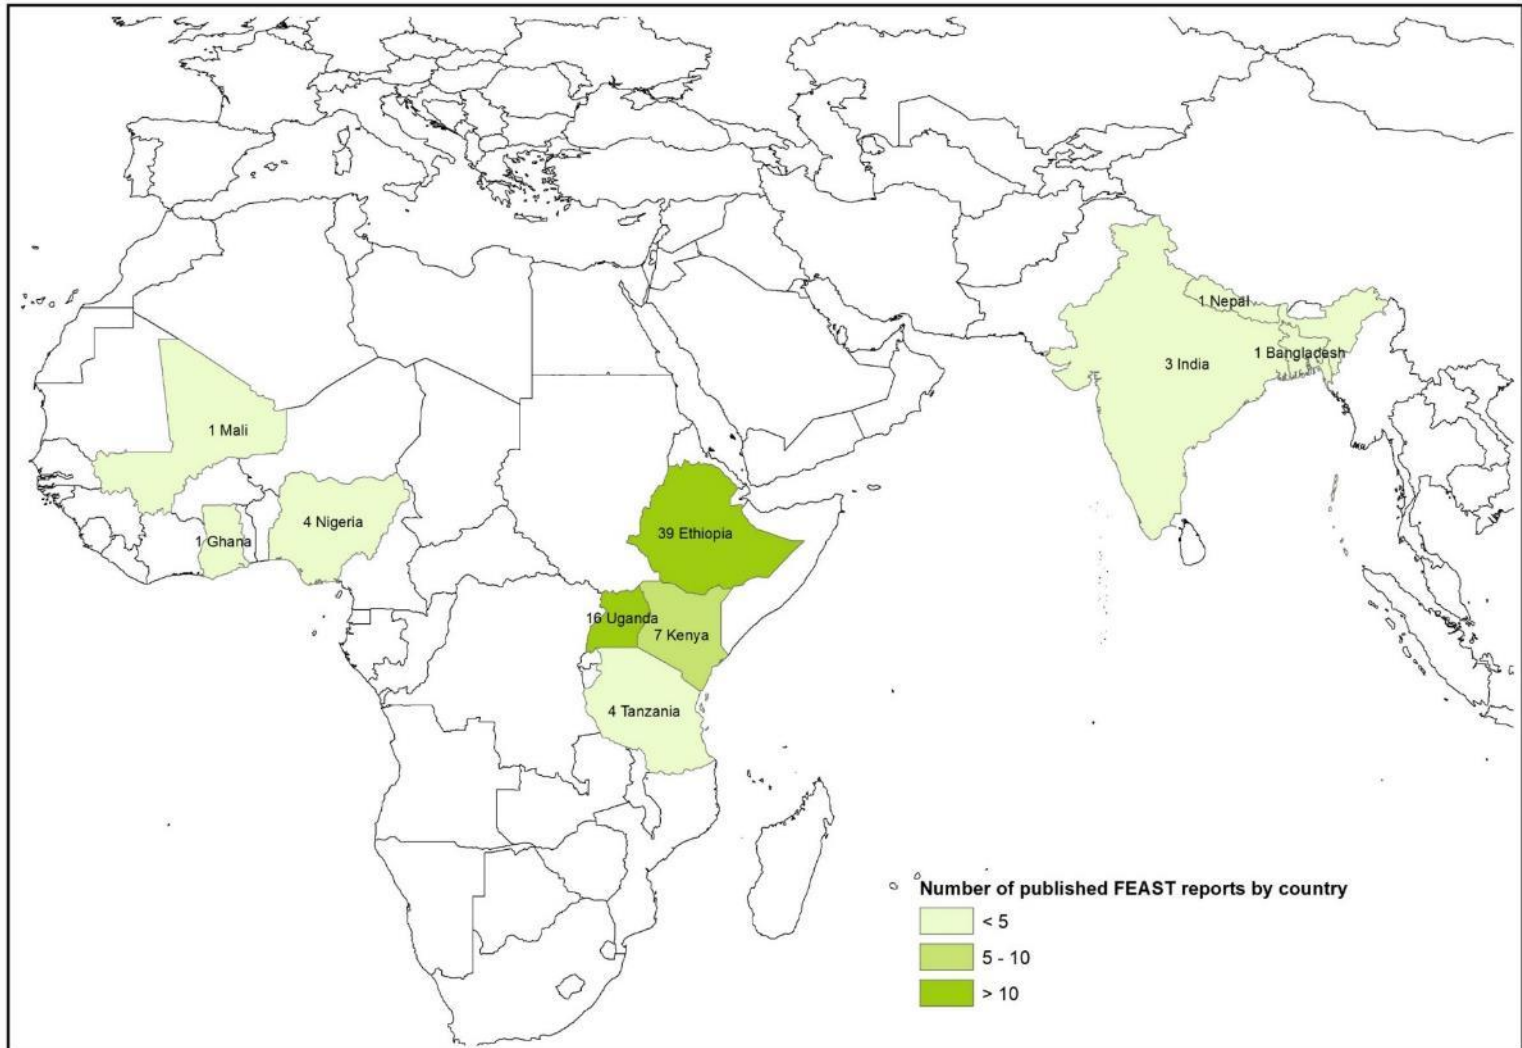 1 Nepal
1 Bangladesh
3 India
1 Mali
4 Nigeria
1 Ghana
39 Ethiopia
16 Uganda
7 Kenya
4 Tanzania
Number of published FEAST reports by country
< 5
5 - 10
> 10